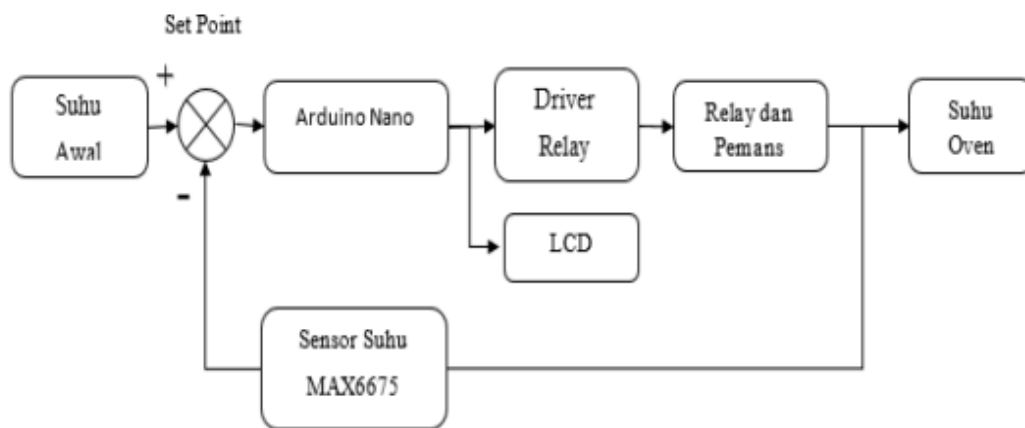 Set Point
+
Suhu
Awal
-
Arduino Nano
Driver
Relay
Relay dan
Pemans
Suhu
Oven
LCD
Sensor Suhu
MAX6675